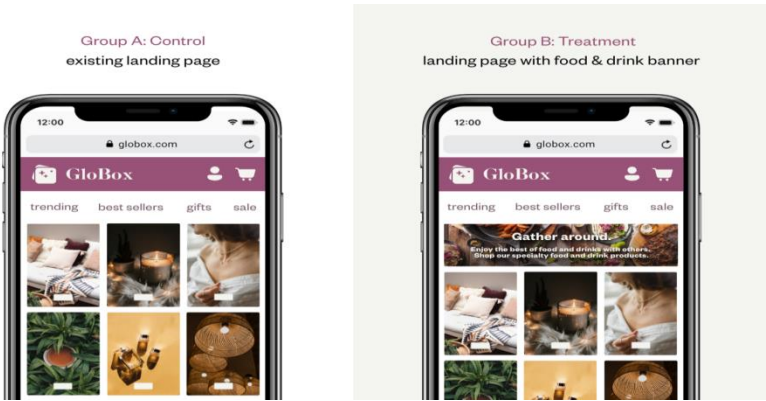 Group A: Control
existing landing page
12:00
globox.com
GloBox
trending best sellers gifts sale
Group B: Treatment
landing page with food & drink banner
12:00
globox.com
GloBox
trending best sellers gifts sale
Gather around.
Enjoy the best of food and drinks with others.
Shop our specialty food and drink products.